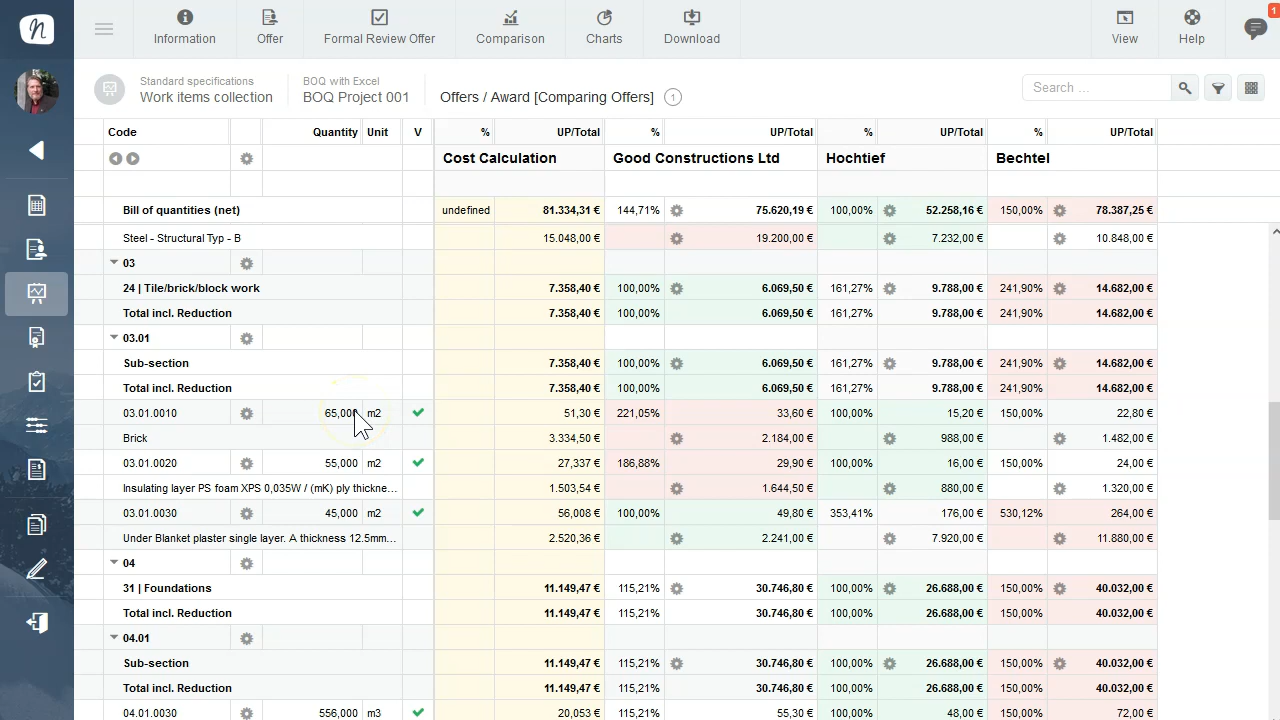 n
Information
Offer
Formal Review Offer
Comparison
Charts
Download
View
Help
1
Standard specifications
Work items collection
BOQ with Excel
BOQ Project 001
Offers / Award [Comparing Offers] 1
Search ...
Code Quantity Unit V % UP/Total % UP/Total % UP/Total % UP/Total
Cost Calculation Good Constructions Ltd Hochtief Bechtel
Bill of quantities (net) undefined 81.334,31 € 144,71% 75.620,19 € 100,00% 52.258,16 € 150,00% 78.387,25 €
Steel - Structural Typ - B 15.048,00 € 19.200,00 € 7.232,00 € 10.848,00 €
03
24 | Tile/brick/block work 7.358,40 € 100,00% 6.069,50 € 161,27% 9.788,00 € 241,90% 14.682,00 €
Total incl. Reduction 7.358,40 € 100,00% 6.069,50 € 161,27% 9.788,00 € 241,90% 14.682,00 €
03.01
Sub-section 7.358,40 € 100,00% 6.069,50 € 161,27% 9.788,00 € 241,90% 14.682,00 €
Total incl. Reduction 7.358,40 € 100,00% 6.069,50 € 161,27% 9.788,00 € 241,90% 14.682,00 €
03.01.0010 65,000 m2 51,30 € 221,05% 33,60 € 100,00% 15,20 € 150,00% 22,80 €
Brick 3.334,50 € 2.184,00 € 988,00 € 1.482,00 €
03.01.0020 55,000 m2 27,337 € 186,88% 29,90 € 100,00% 16,00 € 150,00% 24,00 €
Insulating layer PS foam XPS 0,035W / (mK) ply thickne... 1.503,54 € 1.644,50 € 880,00 € 1.320,00 €
03.01.0030 45,000 m2 56,008 € 100,00% 49,80 € 353,41% 176,00 € 530,12% 264,00 €
Under Blanket plaster single layer. A thickness 12.5mm... 2.520,36 € 2.241,00 € 7.920,00 € 11.880,00 €
04
31 | Foundations 11.149,47 € 115,21% 30.746,80 € 100,00% 26.688,00 € 150,00% 40.032,00 €
Total incl. Reduction 11.149,47 € 115,21% 30.746,80 € 100,00% 26.688,00 € 150,00% 40.032,00 €
04.01
Sub-section 11.149,47 € 115,21% 30.746,80 € 100,00% 26.688,00 € 150,00% 40.032,00 €
Total incl. Reduction 11.149,47 € 115,21% 30.746,80 € 100,00% 26.688,00 € 150,00% 40.032,00 €
04.01.0030 556,000 m3 20,053 € 115,21% 55,30 € 100,00% 48,00 € 150,00% 72,00 €